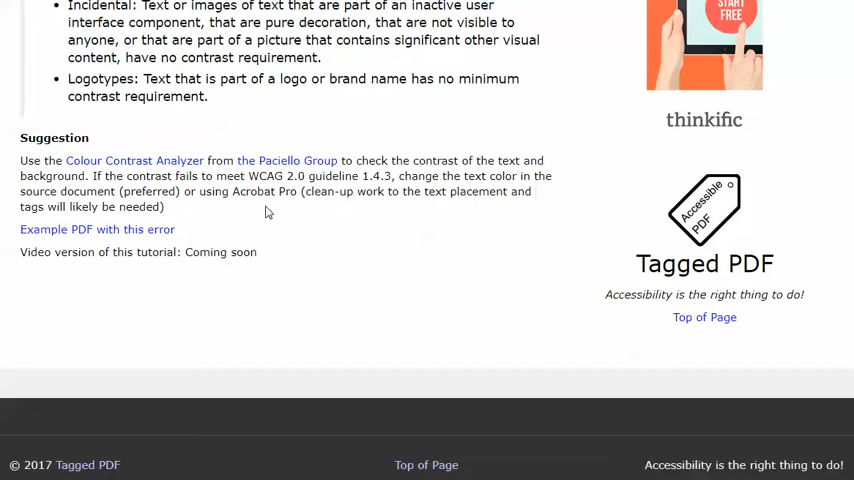 Incidental: Text or images of text that are part of an inactive user
interface component, that are pure decoration, that are not visible to
anyone, or that are part of a picture that contains significant other visual
content, have no contrast requirement.
Logotypes: Text that is part of a logo or brand name has no minimum
contrast requirement.
Suggestion
Use the Colour Contrast Analyzer from the Paciello Group to check the contrast of the text and
background. If the contrast fails to meet WCAG 2.0 guideline 1.4.3, change the text color in the
source document (preferred) or using Acrobat Pro (clean-up work to the text placement and
tags will likely be needed)
Example PDF with this error
Video version of this tutorial: Coming soon
START
FREE
thinkific
Accessible
PDF
Tagged PDF
Accessibility is the right thing to do!
Top of Page
© 2017 Tagged PDF
Top of Page
Accessibility is the right thing to do!